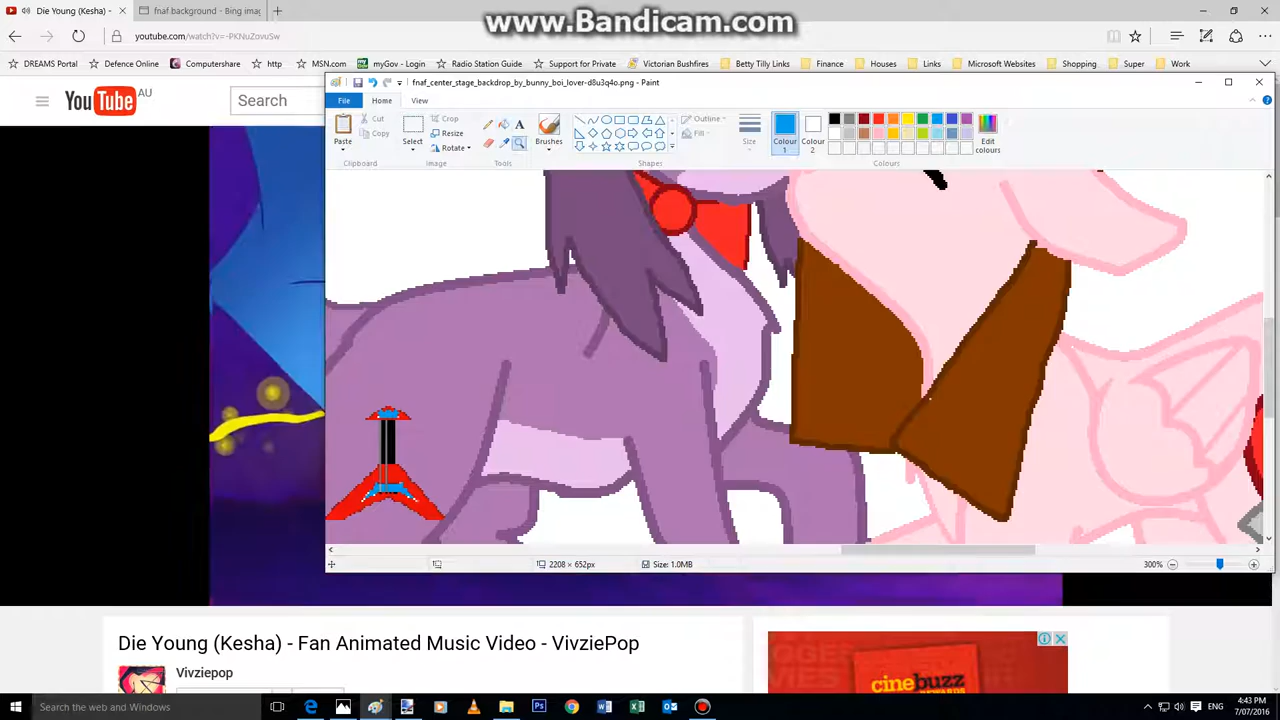 www.Bandicam.com
Die Young (Kesha) -
fnaf background - Bing imag
youtube.com/watch?v=-PKNuZovuSw
DREAMS Portal
Defence Online
Computershare
http
MSN.com
myGov - Login
Radio Station Guide
Support for Private
Victorian Bushfires
Betty Tilly Links
Finance
Houses
Links
Microsoft Websites
Shopping
Super
Work
YouTube AU
Search
fnaf_center_stage_backdrop_by_bunny_boi_lover-d8u3q4o.png - Paint
File
Home
View
Paste
Cut
Copy
Clipboard
Select
Crop
Resize
Rotate
Image
A
Tools
Brushes
Outline
Fill
Shapes
Size
Colour 1
Colour 2
Edit colours
Colours
2208 × 652px
Size: 1.0MB
300%
Die Young (Kesha) - Fan Animated Music Video - VivziePop
Vivziepop
cinebuzz
Search the web and Windows
ENG
4:43 PM
7/07/2016